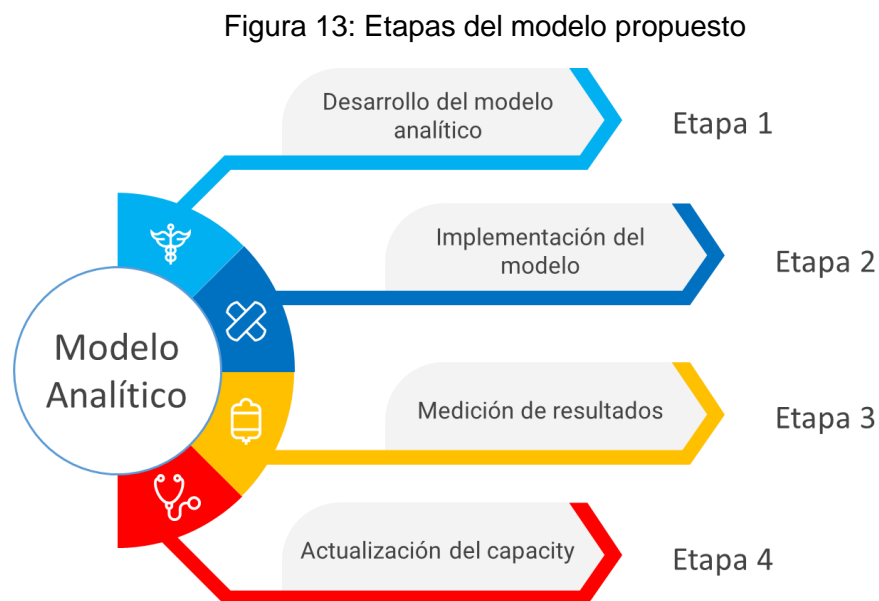 Figura 13: Etapas del modelo propuesto
Desarrollo del modelo
analítico
Etapa 1
Implementación del
modelo
Etapa 2
Modelo
Analítico
Medición de resultados
Etapa 3
Actualización del capacity
Etapa 4